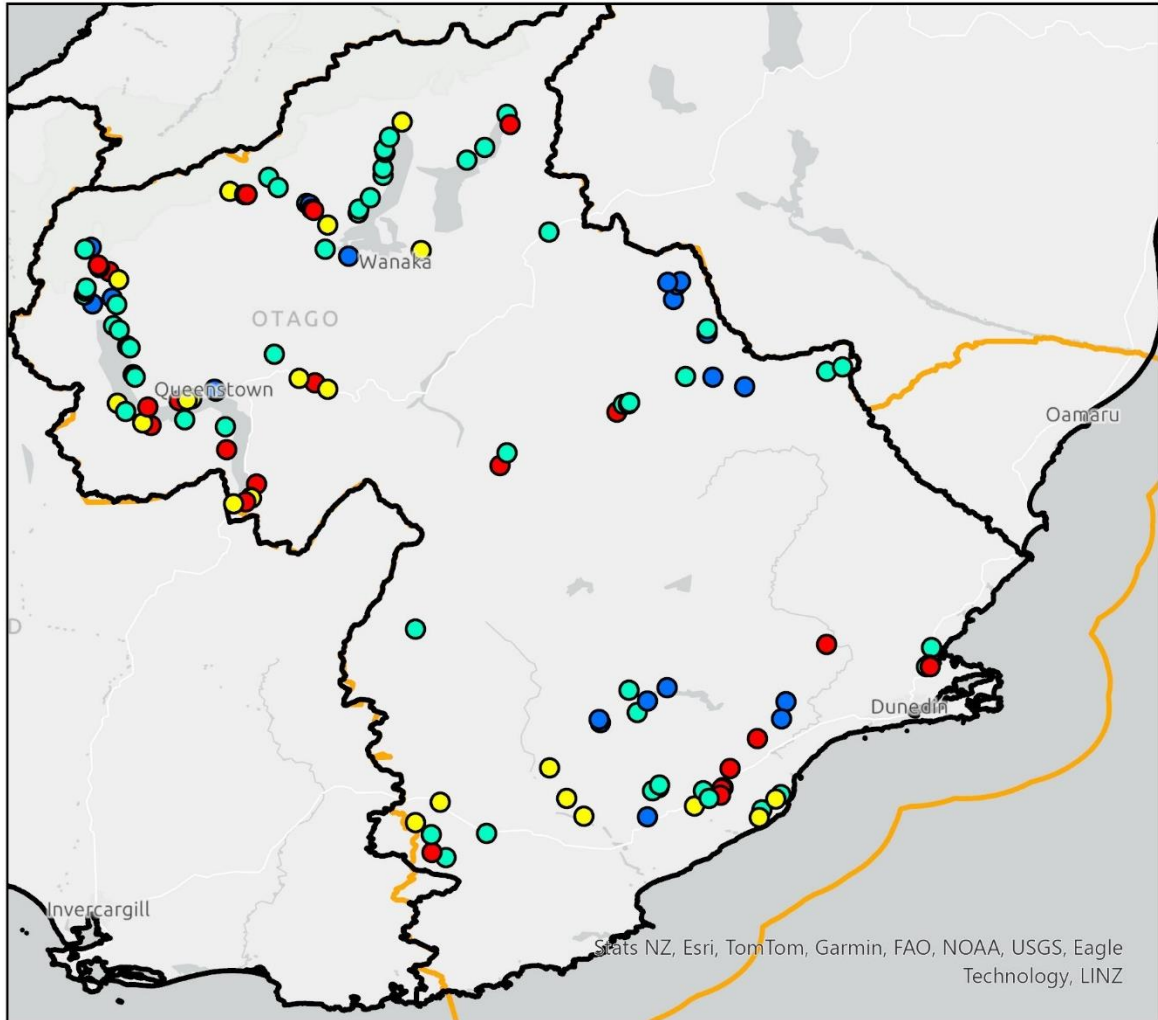 Wanaka
OTAGO
Queenstown
Oamaru
D
Dunedin
Invercargill
Stats NZ, Esri, TomTom, Garmin, FAO, NOAA, USGS, Eagle
Technology, LINZ